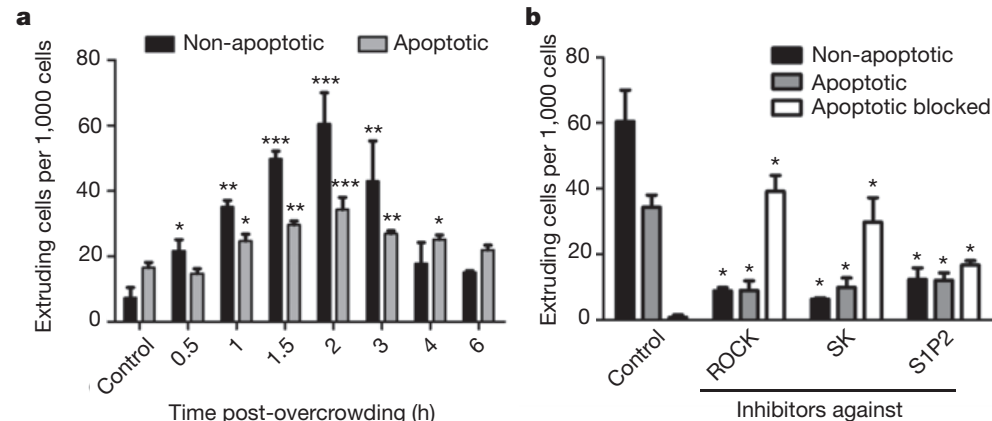 a
Non-apoptotic Apoptotic
Extruding cells per 1,000 cells
80
60
40
20
0
* ** * *** ** *** *** ** ** *
Control 0.5 1 1.5 2 3 4 6
Time post-overcrowding (h)
b
Non-apoptotic
Apoptotic
Apoptotic blocked
Extruding cells per 1,000 cells
80
60
40
20
0
* * * * * * * * *
Control ROCK SK S1P2
Inhibitors against